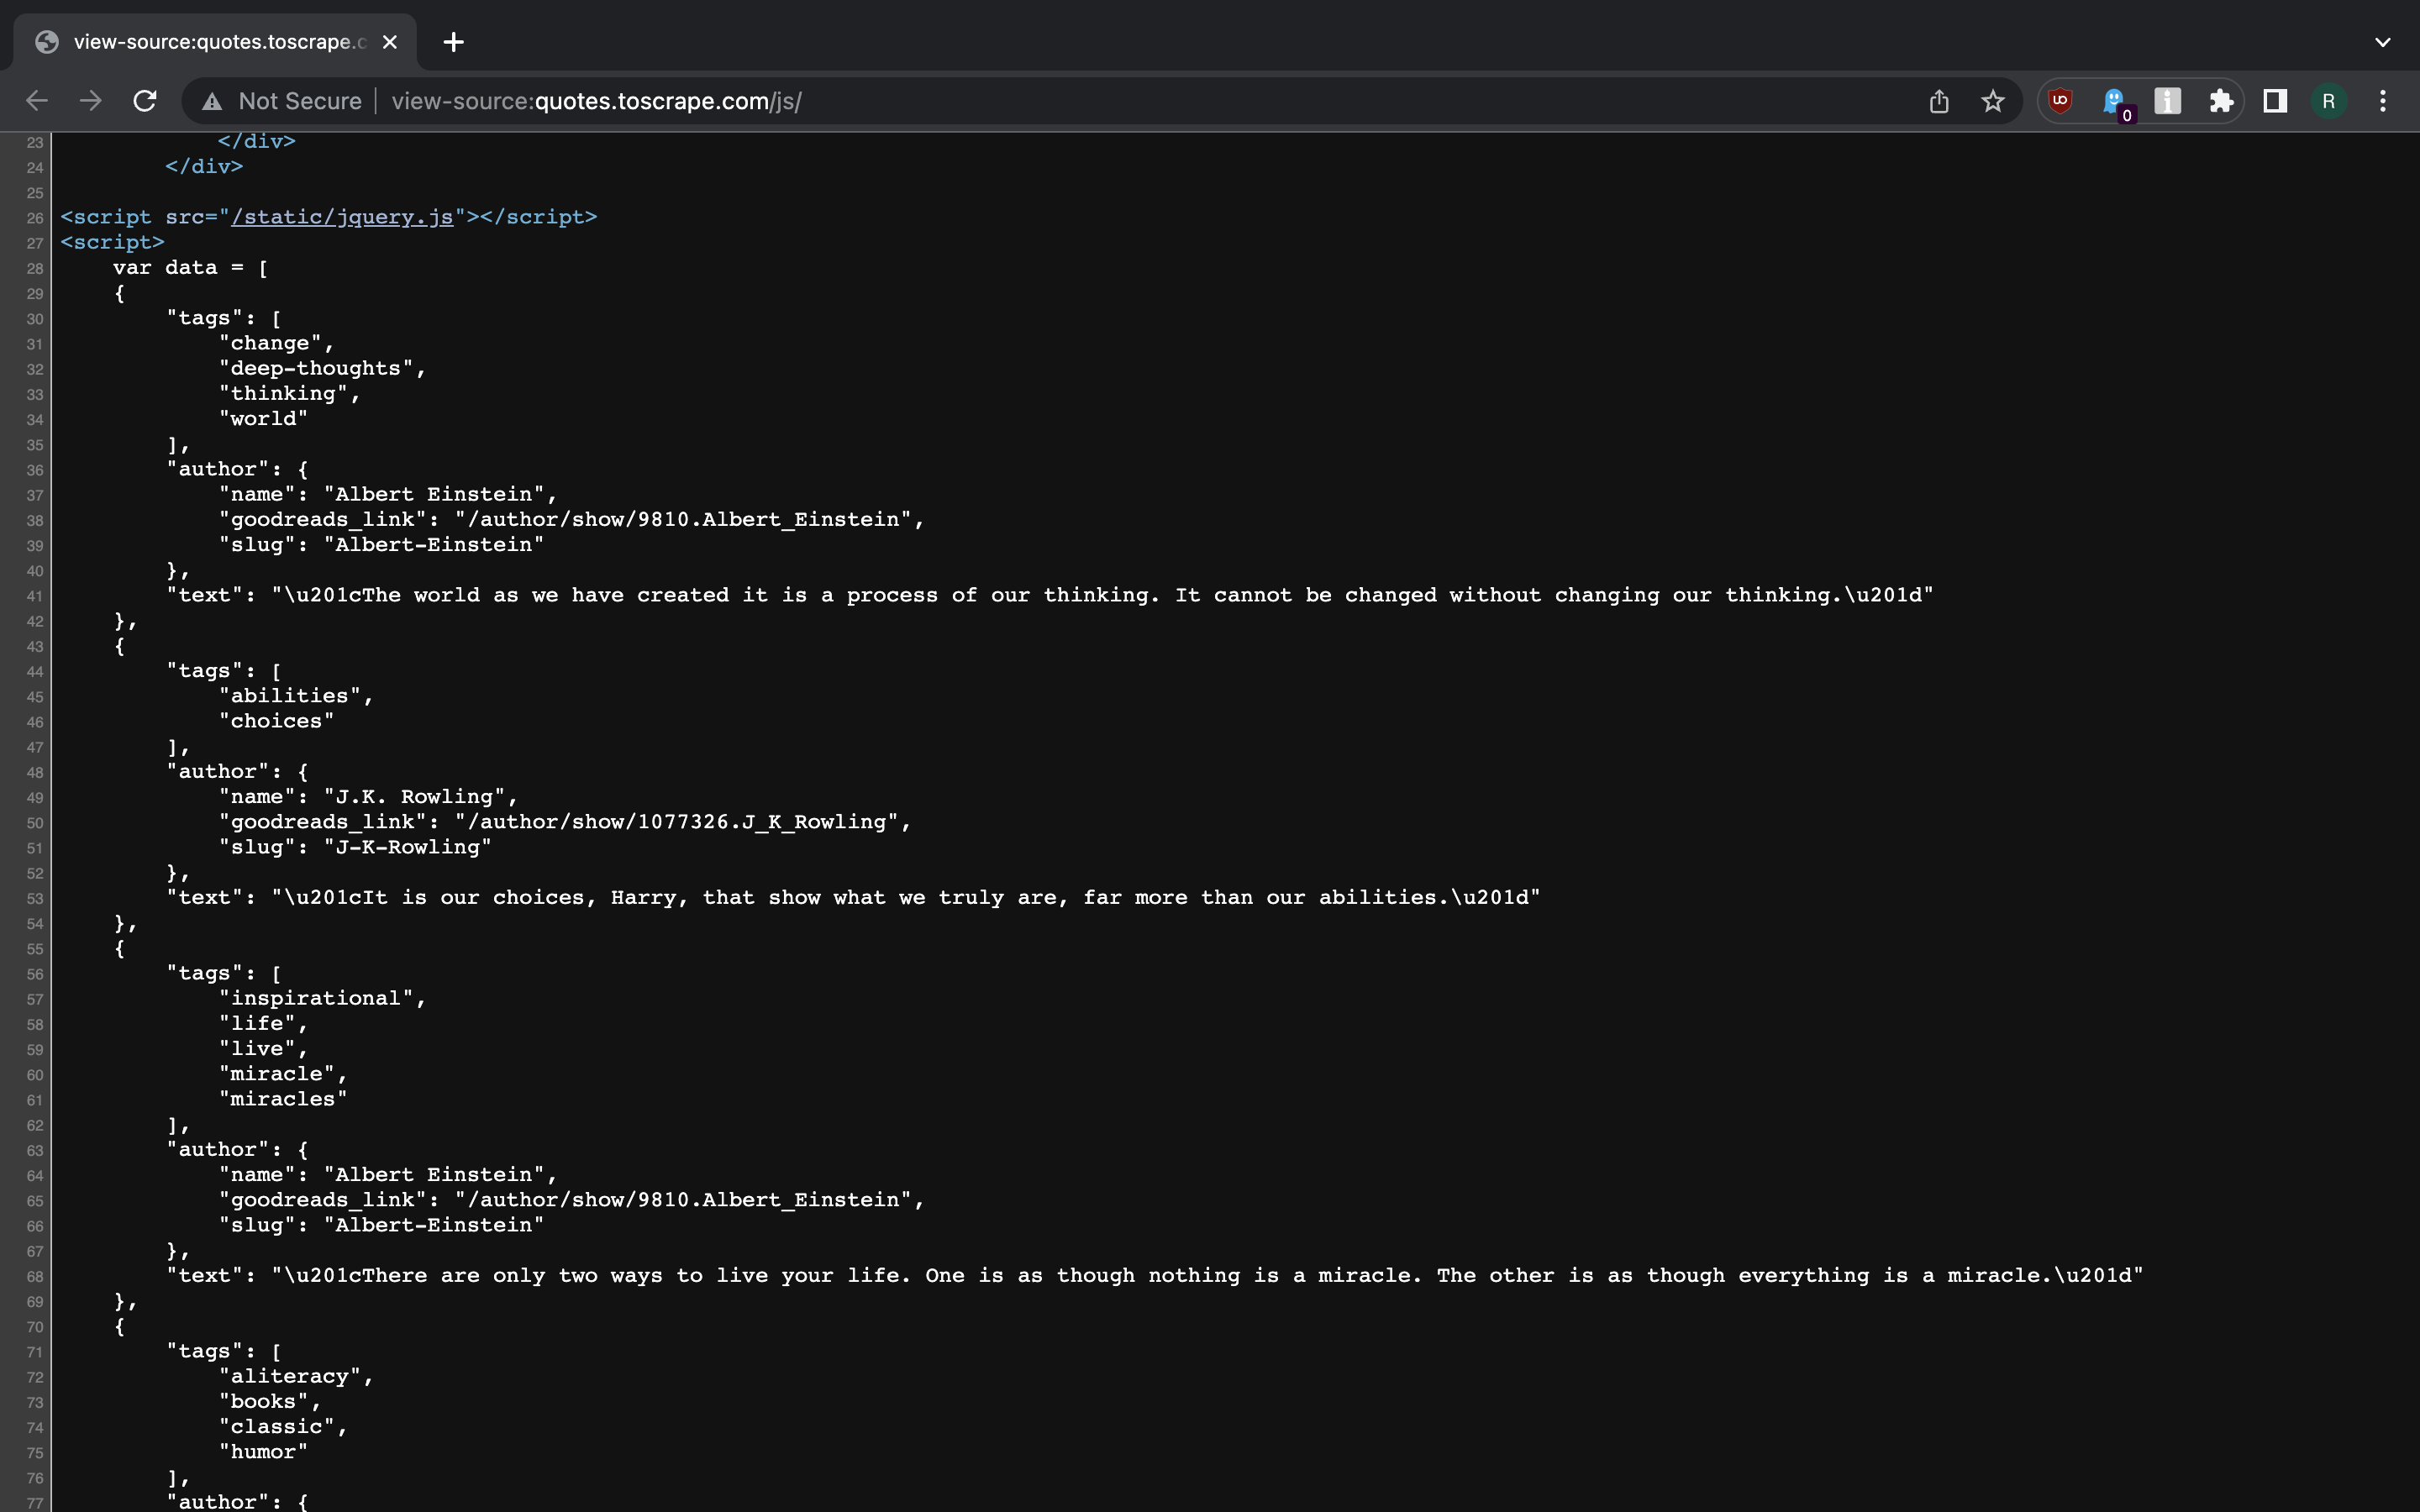 view-source:quotes.toscrape.c
Not Secure view-source:quotes.toscrape.com/js/
0
R
23 </div>
24 </div>
25
26 <script src="/static/jquery.js"></script>
27 <script>
28 var data = [
29 {
30 "tags": [
31 "change",
32 "deep-thoughts",
33 "thinking",
34 "world"
35 ],
36 "author": {
37 "name": "Albert Einstein",
38 "goodreads_link": "/author/show/9810.Albert_Einstein",
39 "slug": "Albert-Einstein"
40 },
41 "text": "\u201cThe world as we have created it is a process of our thinking. It cannot be changed without changing our thinking.\u201d"
42 },
43 {
44 "tags": [
45 "abilities",
46 "choices"
47 ],
48 "author": {
49 "name": "J.K. Rowling",
50 "goodreads_link": "/author/show/1077326.J_K_Rowling",
51 "slug": "J-K-Rowling"
52 },
53 "text": "\u201cIt is our choices, Harry, that show what we truly are, far more than our abilities.\u201d"
54 },
55 {
56 "tags": [
57 "inspirational",
58 "life",
59 "live",
60 "miracle",
61 "miracles"
62 ],
63 "author": {
64 "name": "Albert Einstein",
65 "goodreads_link": "/author/show/9810.Albert_Einstein",
66 "slug": "Albert-Einstein"
67 },
68 "text": "\u201cThere are only two ways to live your life. One is as though nothing is a miracle. The other is as though everything is a miracle.\u201d"
69 },
70 {
71 "tags": [
72 "aliteracy",
73 "books",
74 "classic",
75 "humor"
76 ],
77 "author": {